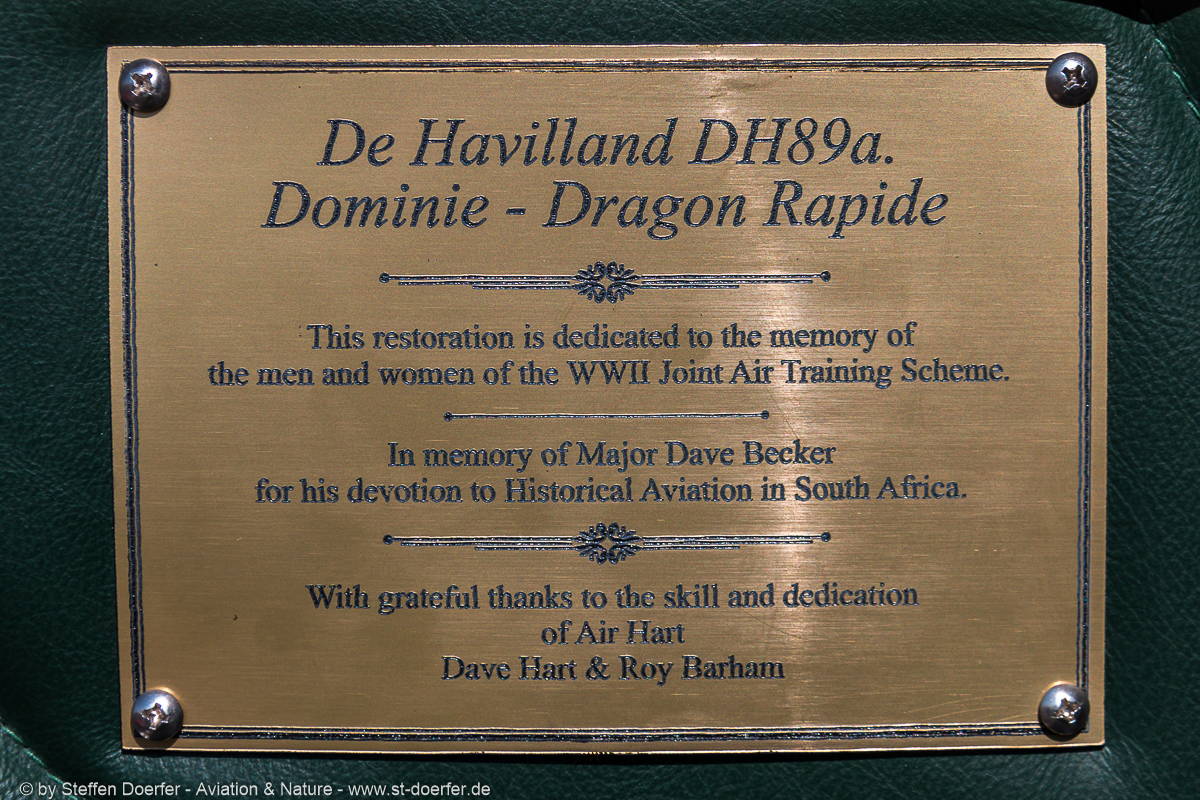 De Havilland DH89a.
Dominie - Dragon Rapide
This restoration is dedicated to the memory of
the men and women of the WWII Joint Air Training Scheme.
In memory of Major Dave Becker
for his devotion to Historical Aviation in South Africa.
With grateful thanks to the skill and dedication
of Air Hart
Dave Hart & Roy Barham
© by Steffen Doerfer - Aviation & Nature - www.st-doerfer.de